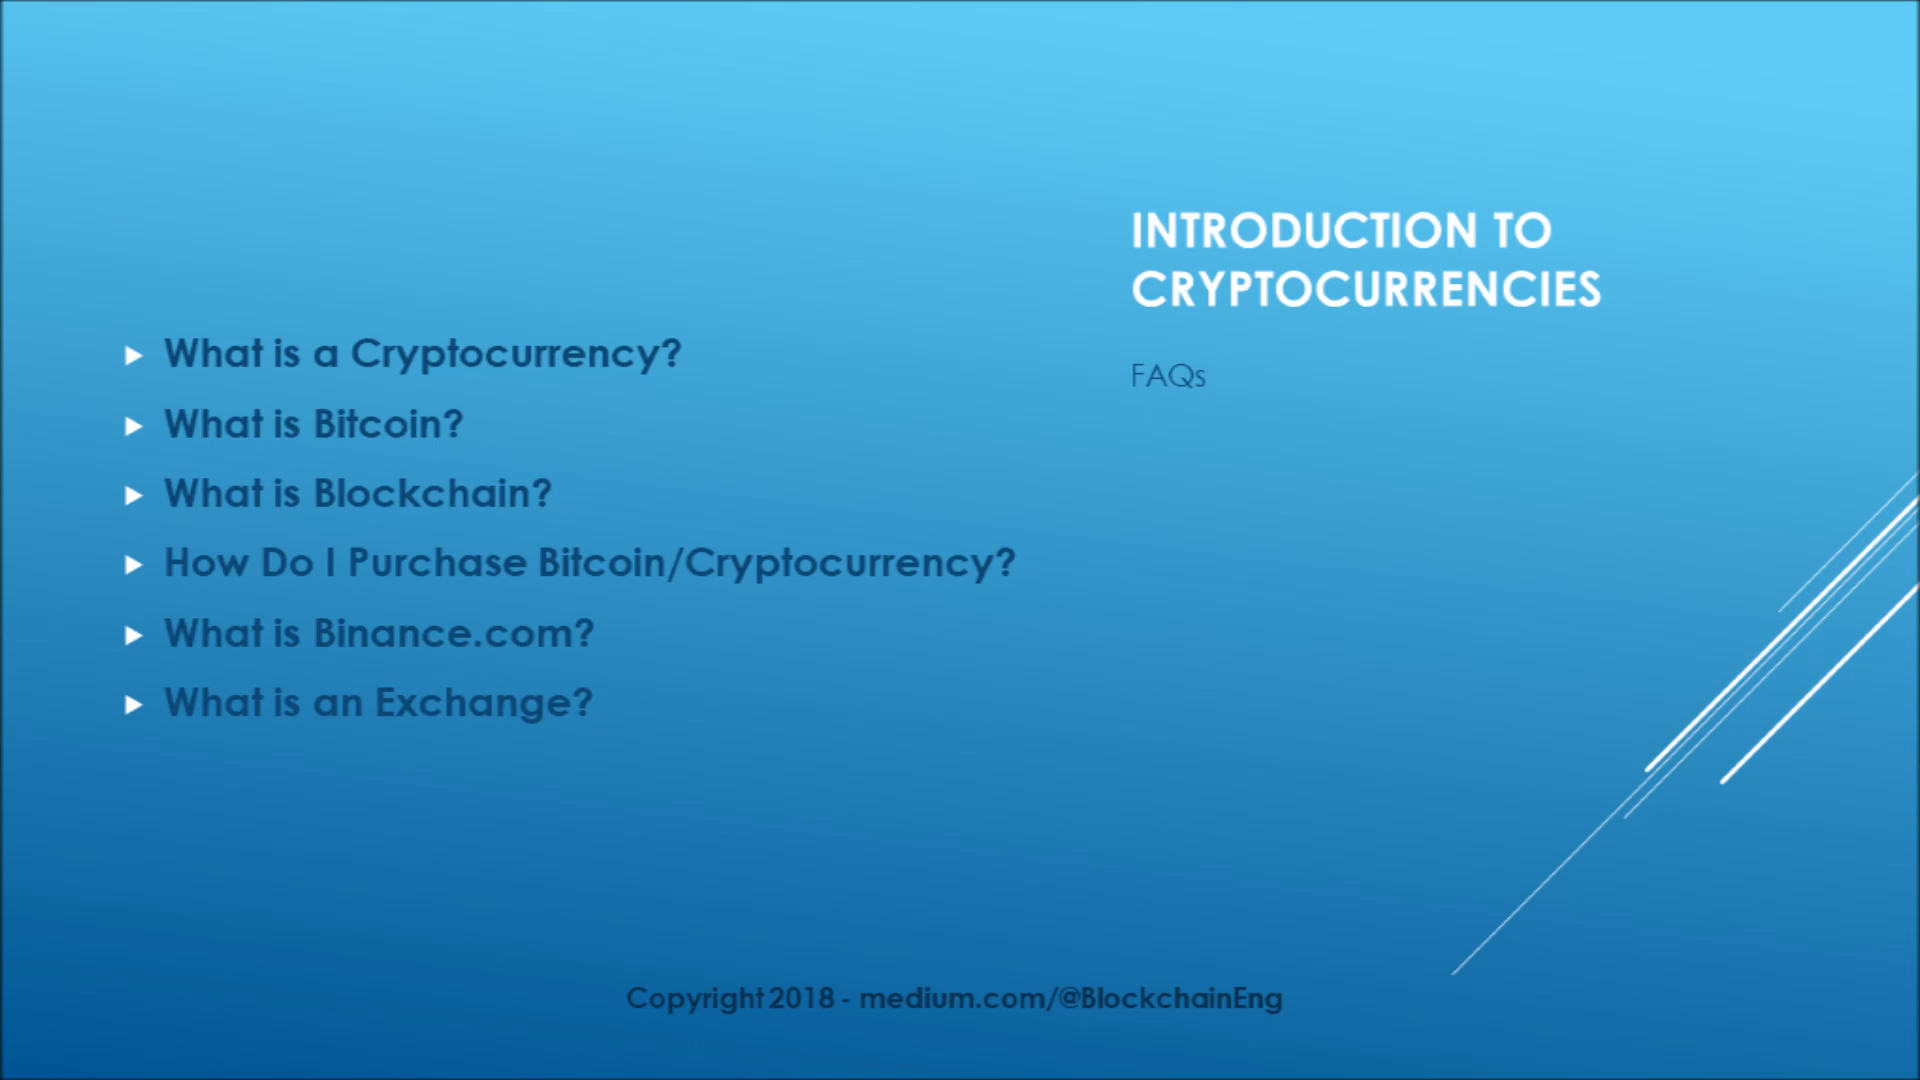 INTRODUCTION TO
CRYPTOCURRENCIES
FAQs
What is a Cryptocurrency?
What is Bitcoin?
What is Blockchain?
How Do I Purchase Bitcoin/Cryptocurrency?
What is Binance.com?
What is an Exchange?
Copyright 2018 - medium.com/@BlockchainEng